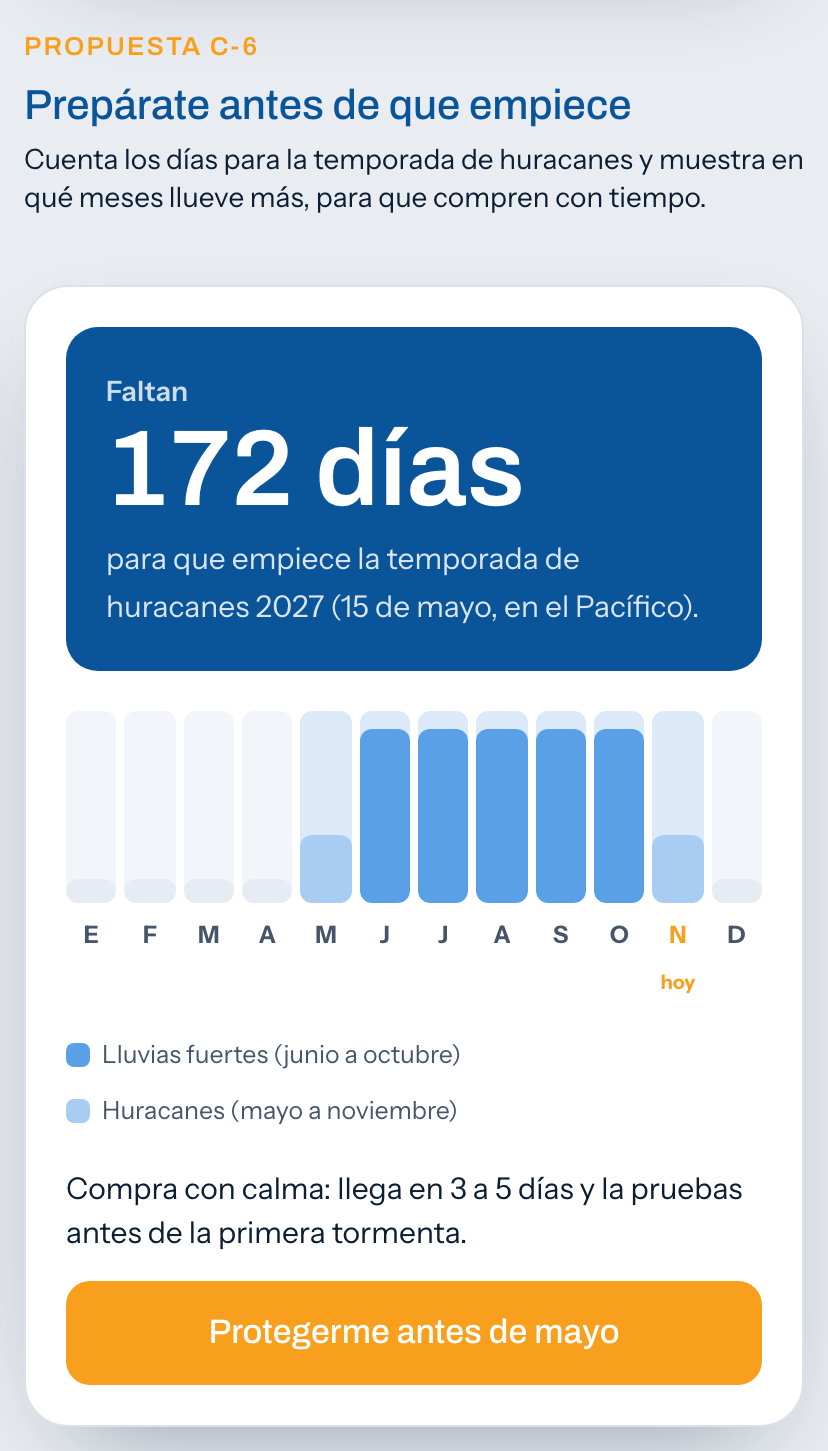 PROPUESTA C-6
Prepárate antes de que empiece
Cuenta los días para la temporada de huracanes y muestra en
qué meses llueve más, para que compren con tiempo.
Faltan
172 días
para que empiece la temporada de
huracanes 2027 (15 de mayo, en el Pacífico).
E F M A M J J A S O N D
hoy
Lluvias fuertes (junio a octubre)
Huracanes (mayo a noviembre)
Compra con calma: llega en 3 a 5 días y la pruebas
antes de la primera tormenta.
Protegerme antes de mayo